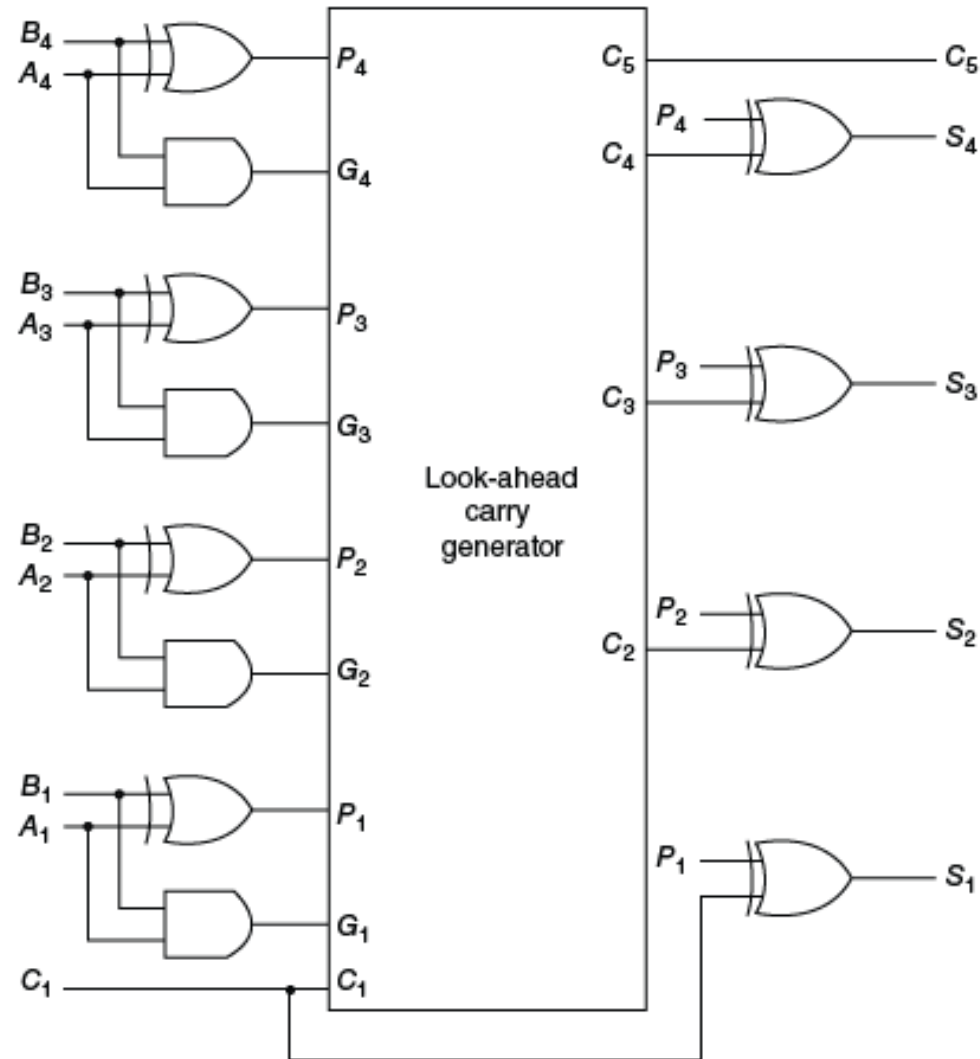 B₄
A₄
P₄
G₄
B₃
A₃
P₃
G₃
B₂
A₂
P₂
G₂
B₁
A₁
P₁
G₁
C₁
C₁
Look-ahead
carry
generator
C₅
C₅
P₄
C₄
S₄
P₃
C₃
S₃
P₂
C₂
S₂
P₁
S₁